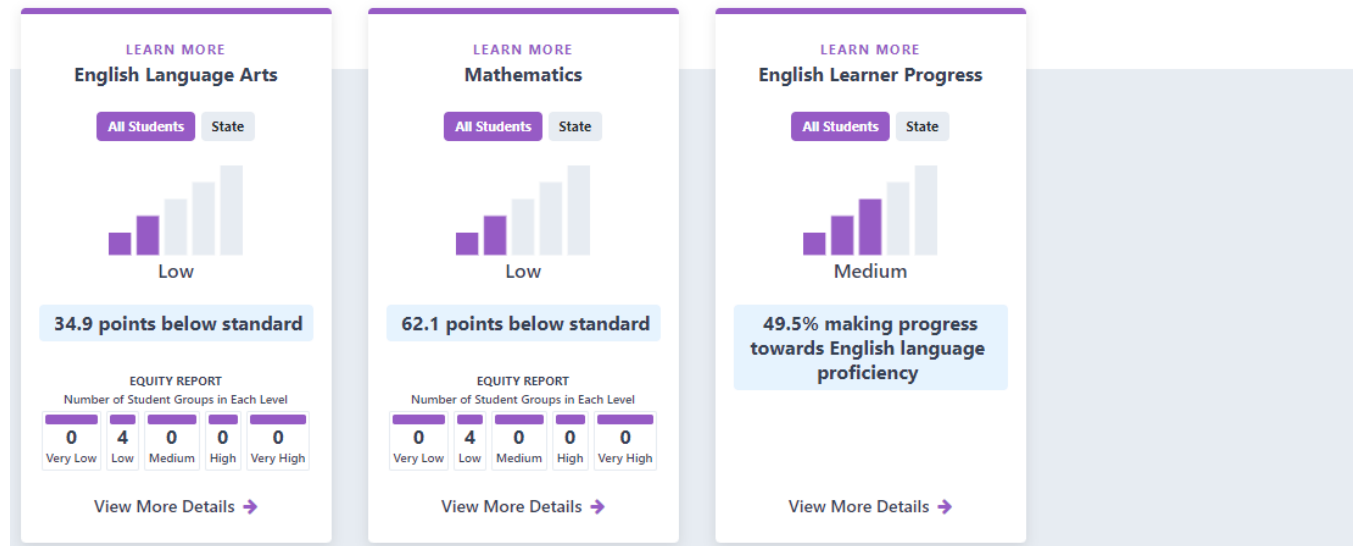 LEARN MORE
English Language Arts
All Students State
Low
34.9 points below standard
EQUITY REPORT
Number of Student Groups in Each Level
0 4 0 0 0
Very Low Low Medium High Very High
View More Details
LEARN MORE
Mathematics
All Students State
Low
62.1 points below standard
EQUITY REPORT
Number of Student Groups in Each Level
0 4 0 0 0
Very Low Low Medium High Very High
View More Details
LEARN MORE
English Learner Progress
All Students State
Medium
49.5% making progress
towards English language
proficiency
View More Details